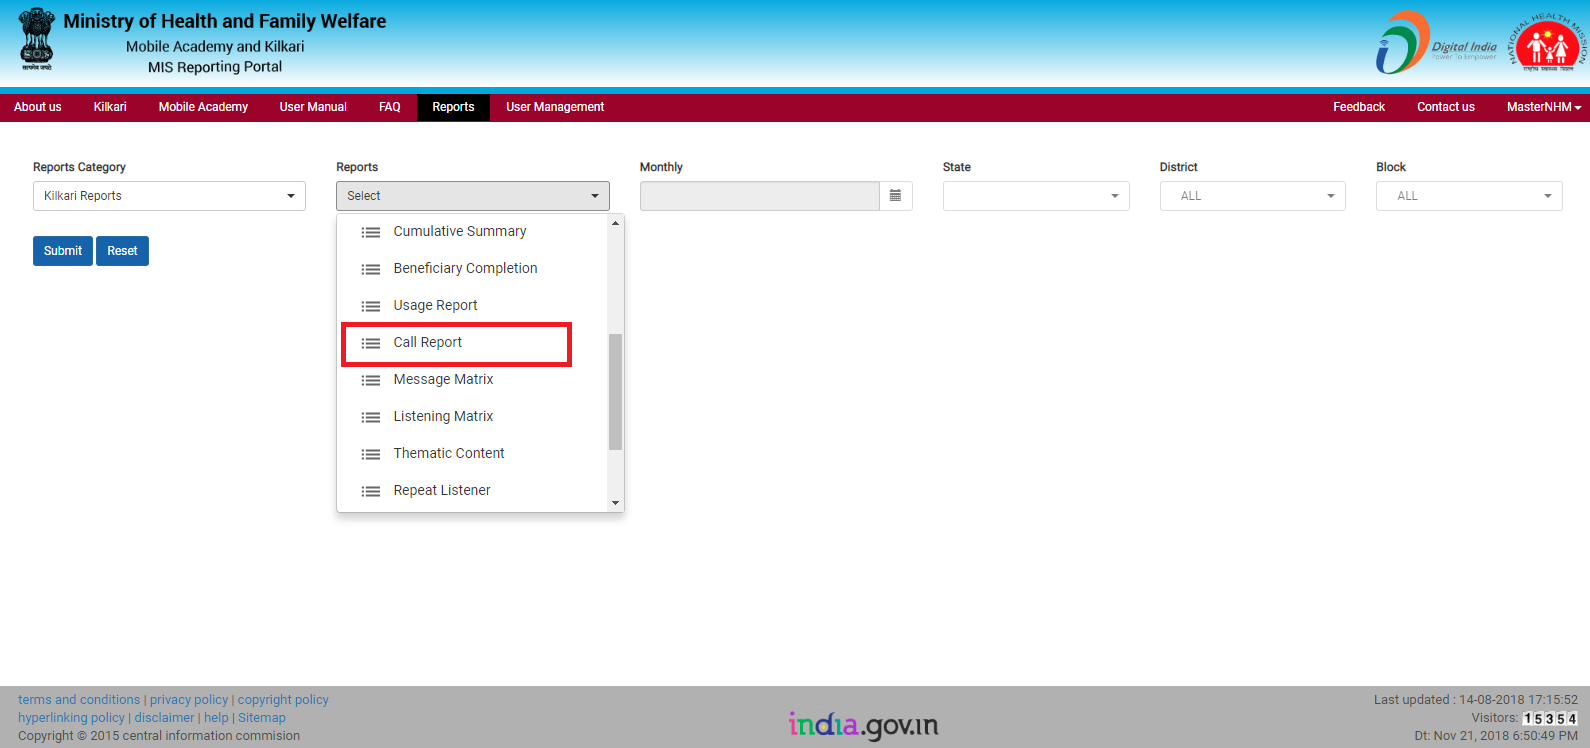 Ministry of Health and Family Welfare
Mobile Academy and Kilkari
MIS Reporting Portal
सत्यमेव जयते
Digital India
Power To Empower
NATIONAL HEALTH MISSION
राष्ट्रीय स्वास्थ्य मिशन
About us Kilkari Mobile Academy User Manual FAQ Reports User Management Feedback Contact us MasterNHM
Reports Category Reports Monthly State District Block
Kilkari Reports Select ALL ALL
Submit Reset
Cumulative Summary
Beneficiary Completion
Usage Report
Call Report
Message Matrix
Listening Matrix
Thematic Content
Repeat Listener
terms and conditions | privacy policy | copyright policy
hyperlinking policy | disclaimer | help | Sitemap
Copyright © 2015 central information commision
india.gov.in
Last updated : 14-08-2018 17:15:52
Visitors: 15354
Dt: Nov 21, 2018 6:50:49 PM